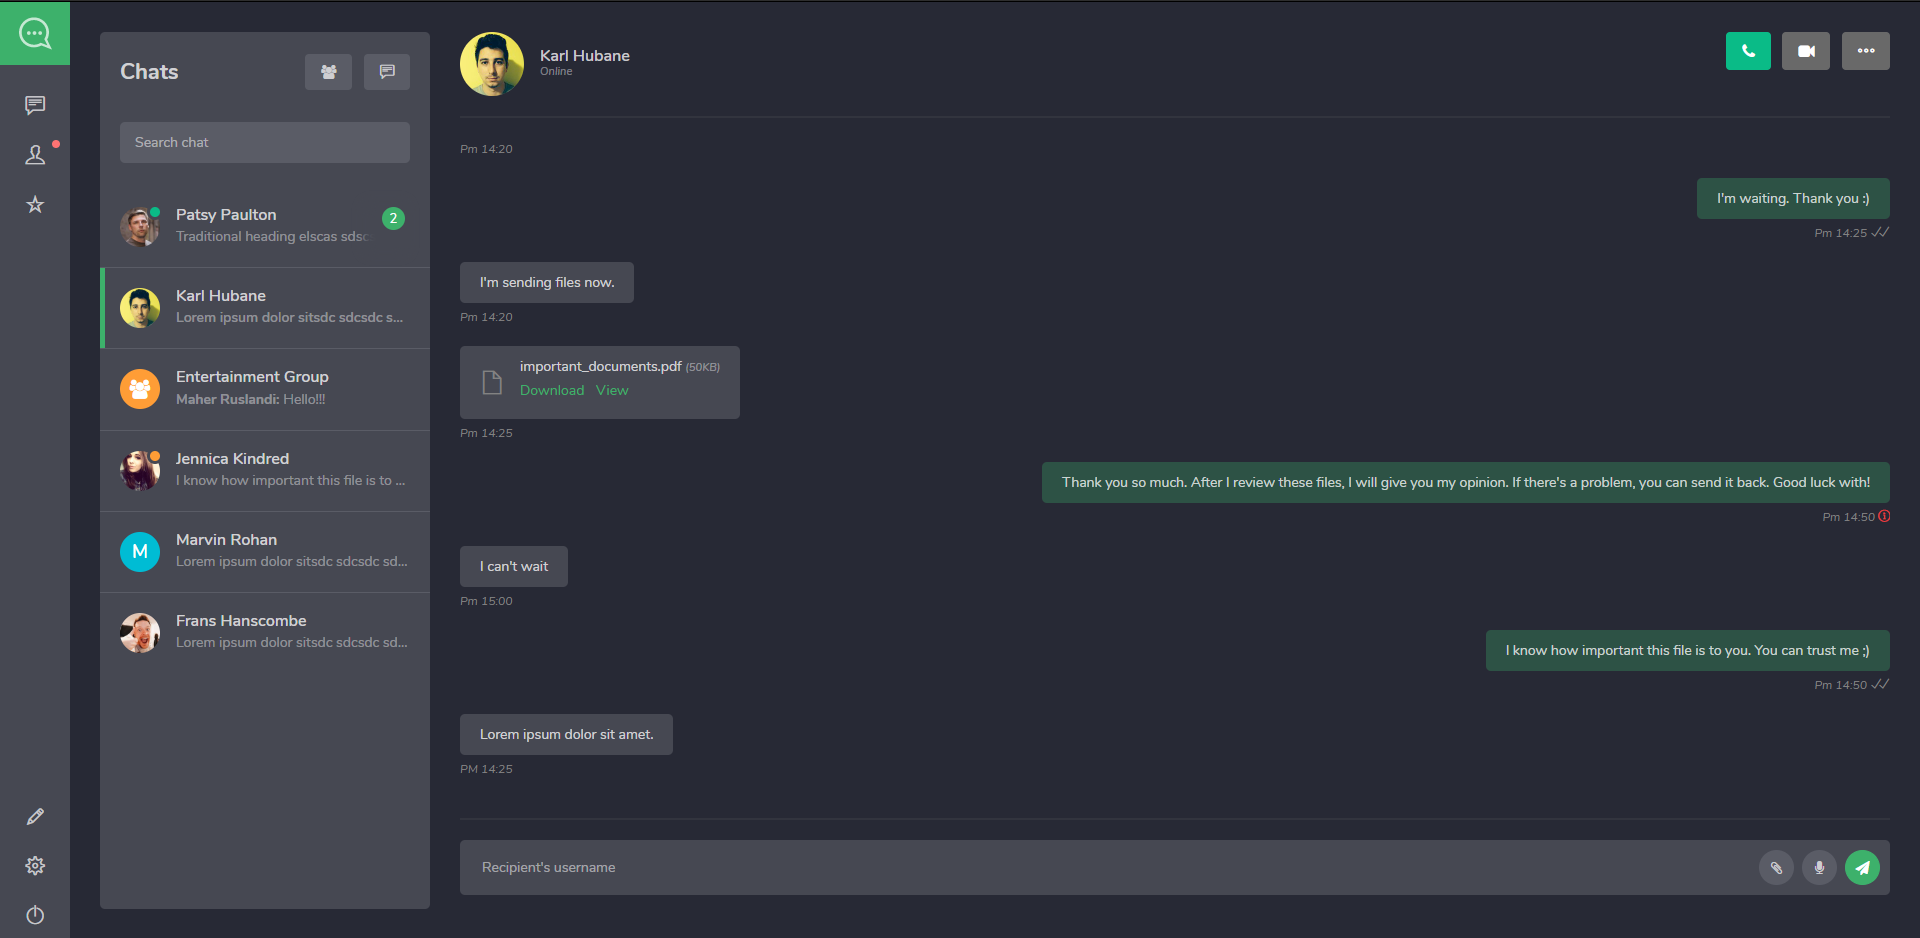 Chats
Search chat
Patsy Paulton
2
Traditional heading elscas sdsc
Karl Hubane
Lorem ipsum dolor sitsdc sdcsdc s...
Entertainment Group
Maher Ruslandi: Hello!!!
Jennica Kindred
I know how important this file is to ...
M
Marvin Rohan
Lorem ipsum dolor sitsdc sdcsdc sd...
Frans Hanscombe
Lorem ipsum dolor sitsdc sdcsdc sd...
Karl Hubane
Online
Pm 14:20
I'm waiting. Thank you :)
Pm 14:25
I'm sending files now.
Pm 14:20
important_documents.pdf (50KB)
Download View
Pm 14:25
Thank you so much. After I review these files, I will give you my opinion. If there's a problem, you can send it back. Good luck with!
Pm 14:50
I can't wait
Pm 15:00
I know how important this file is to you. You can trust me ;)
Pm 14:50
Lorem ipsum dolor sit amet.
PM 14:25
Recipient's username